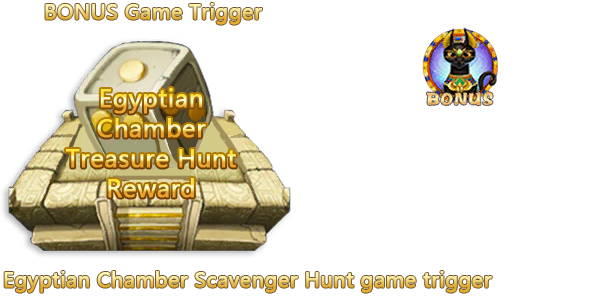 BONUS Game Trigger
BONUS
Egyptian
Chamber
Treasure Hunt
Reward
Egyptian Chamber Scavenger Hunt game trigger